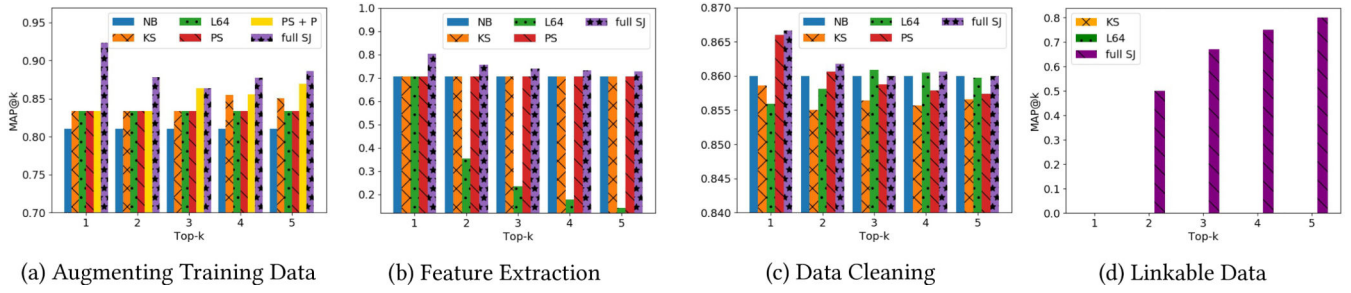 NB L64 PS + P
KS PS full SJ
0.95
0.90
0.85
0.80
0.75
0.70
MAP@k
1 2 3 4 5
Top-k
(a) Augmenting Training Data
NB L64 full SJ
KS PS
1.0
0.9
0.8
0.7
0.6
0.5
0.4
0.3
0.2
1 2 3 4 5
Top-k
(b) Feature Extraction
NB L64 full SJ
KS PS
0.870
0.865
0.860
0.855
0.850
0.845
0.840
1 2 3 4 5
Top-k
(c) Data Cleaning
KS
L64
full SJ
0.8
0.7
0.6
0.5
0.4
0.3
0.2
0.1
0.0
MAP@k
1 2 3 4 5
Top-k
(d) Linkable Data